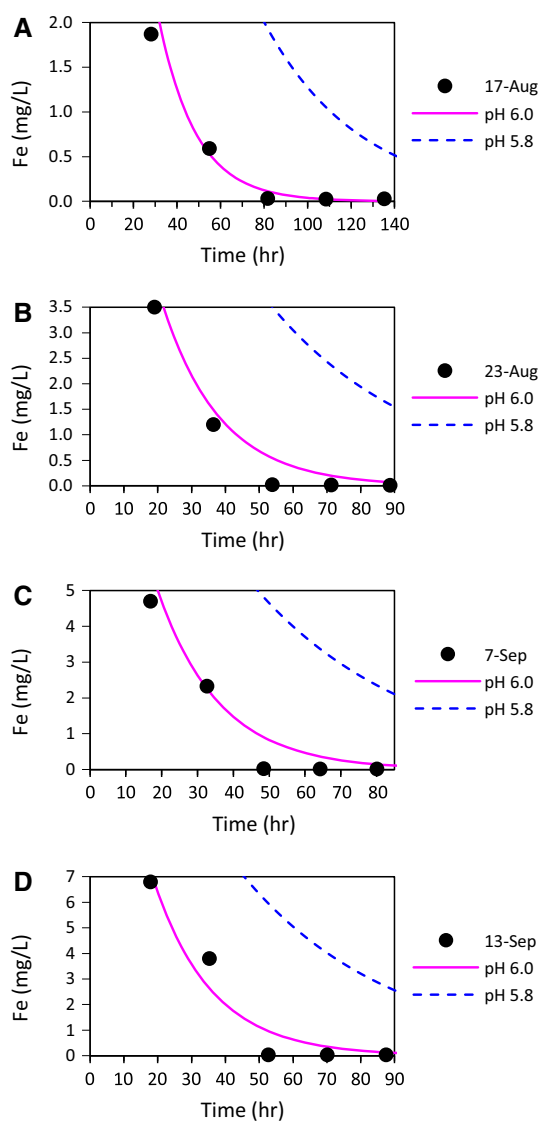 A
Fe (mg/L)
2.0
1.5
1.0
0.5
0.0
0 20 40 60 80 100 120 140
Time (hr)
17-Aug
pH 6.0
pH 5.8
B
Fe (mg/L)
3.5
3.0
2.5
2.0
1.5
1.0
0.5
0.0
0 10 20 30 40 50 60 70 80 90
Time (hr)
23-Aug
pH 6.0
pH 5.8
C
Fe (mg/L)
5
4
3
2
1
0
0 10 20 30 40 50 60 70 80
Time (hr)
7-Sep
pH 6.0
pH 5.8
D
Fe (mg/L)
7
6
5
4
3
2
1
0
0 10 20 30 40 50 60 70 80 90
Time (hr)
13-Sep
pH 6.0
pH 5.8